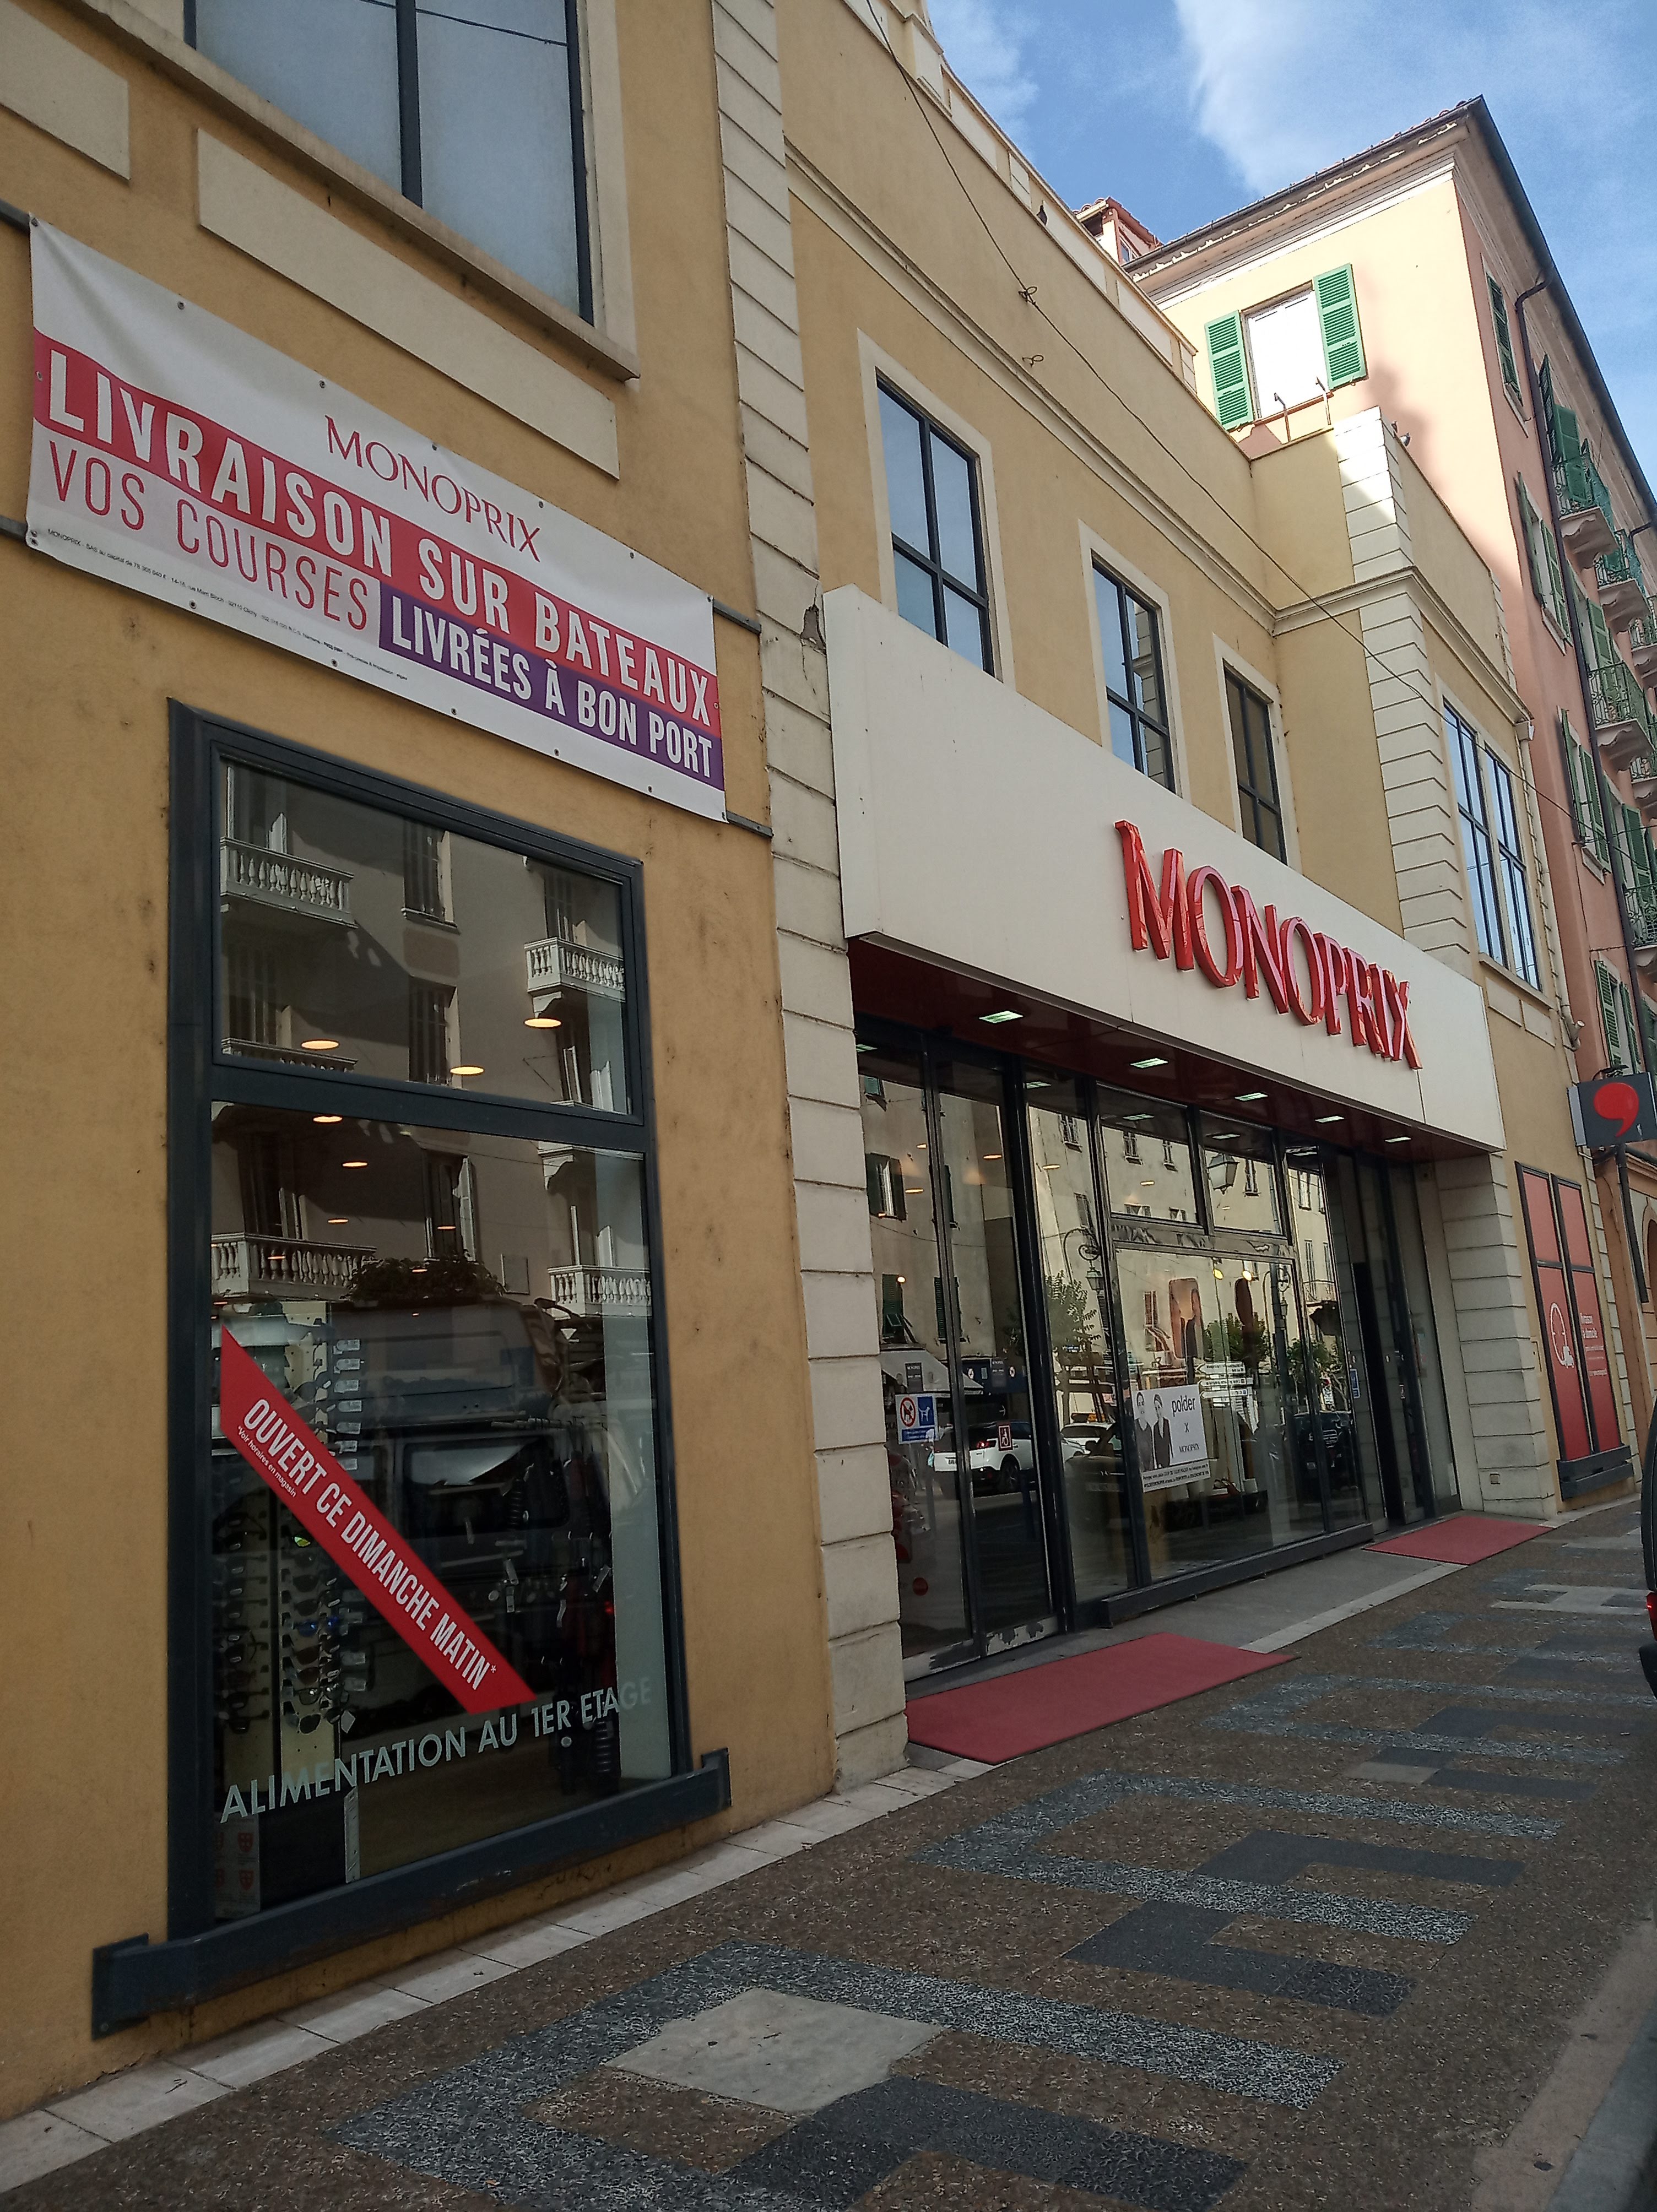 MONOPRIX
LIVRAISON SUR BATEAUX
VOS COURSES LIVRÉES À BON PORT
MONOPRIX
OUVERT CE DIMANCHE MATIN*
*Voir horaires en magasin
ALIMENTATION AU 1ER ETAGE
polder
X
MONOPRIX